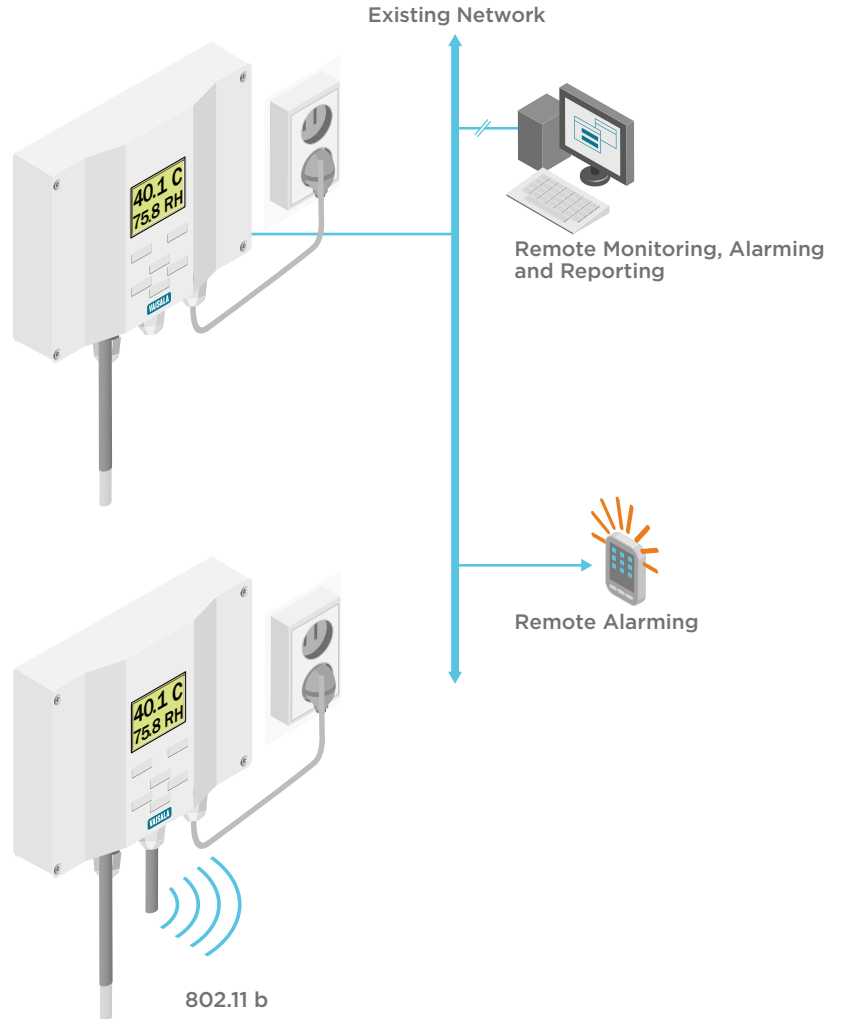 Existing Network
40.1 C
75.8 RH
VAISALA
Remote Monitoring, Alarming
and Reporting
Remote Alarming
40.1 C
75.8 RH
VAISALA
802.11 b